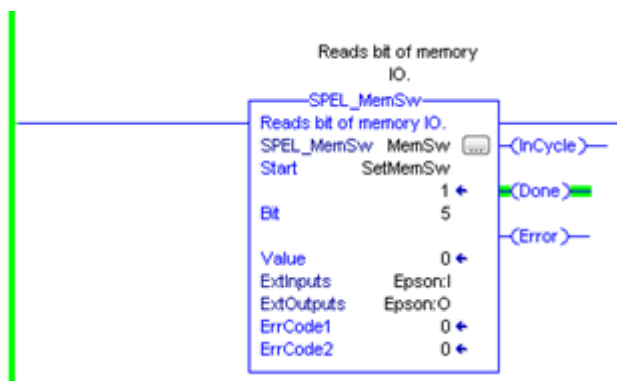 Reads bit of memory
IO.
SPEL_MemSw
Reads bit of memory IO.
SPEL_MemSw MemSw ...
(InCycle)
Start SetMemSw
1
(Done)
Bit 5
(Error)
Value 0
ExtInputs Epson:I
ExtOutputs Epson:O
ErrCode1 0
ErrCode2 0